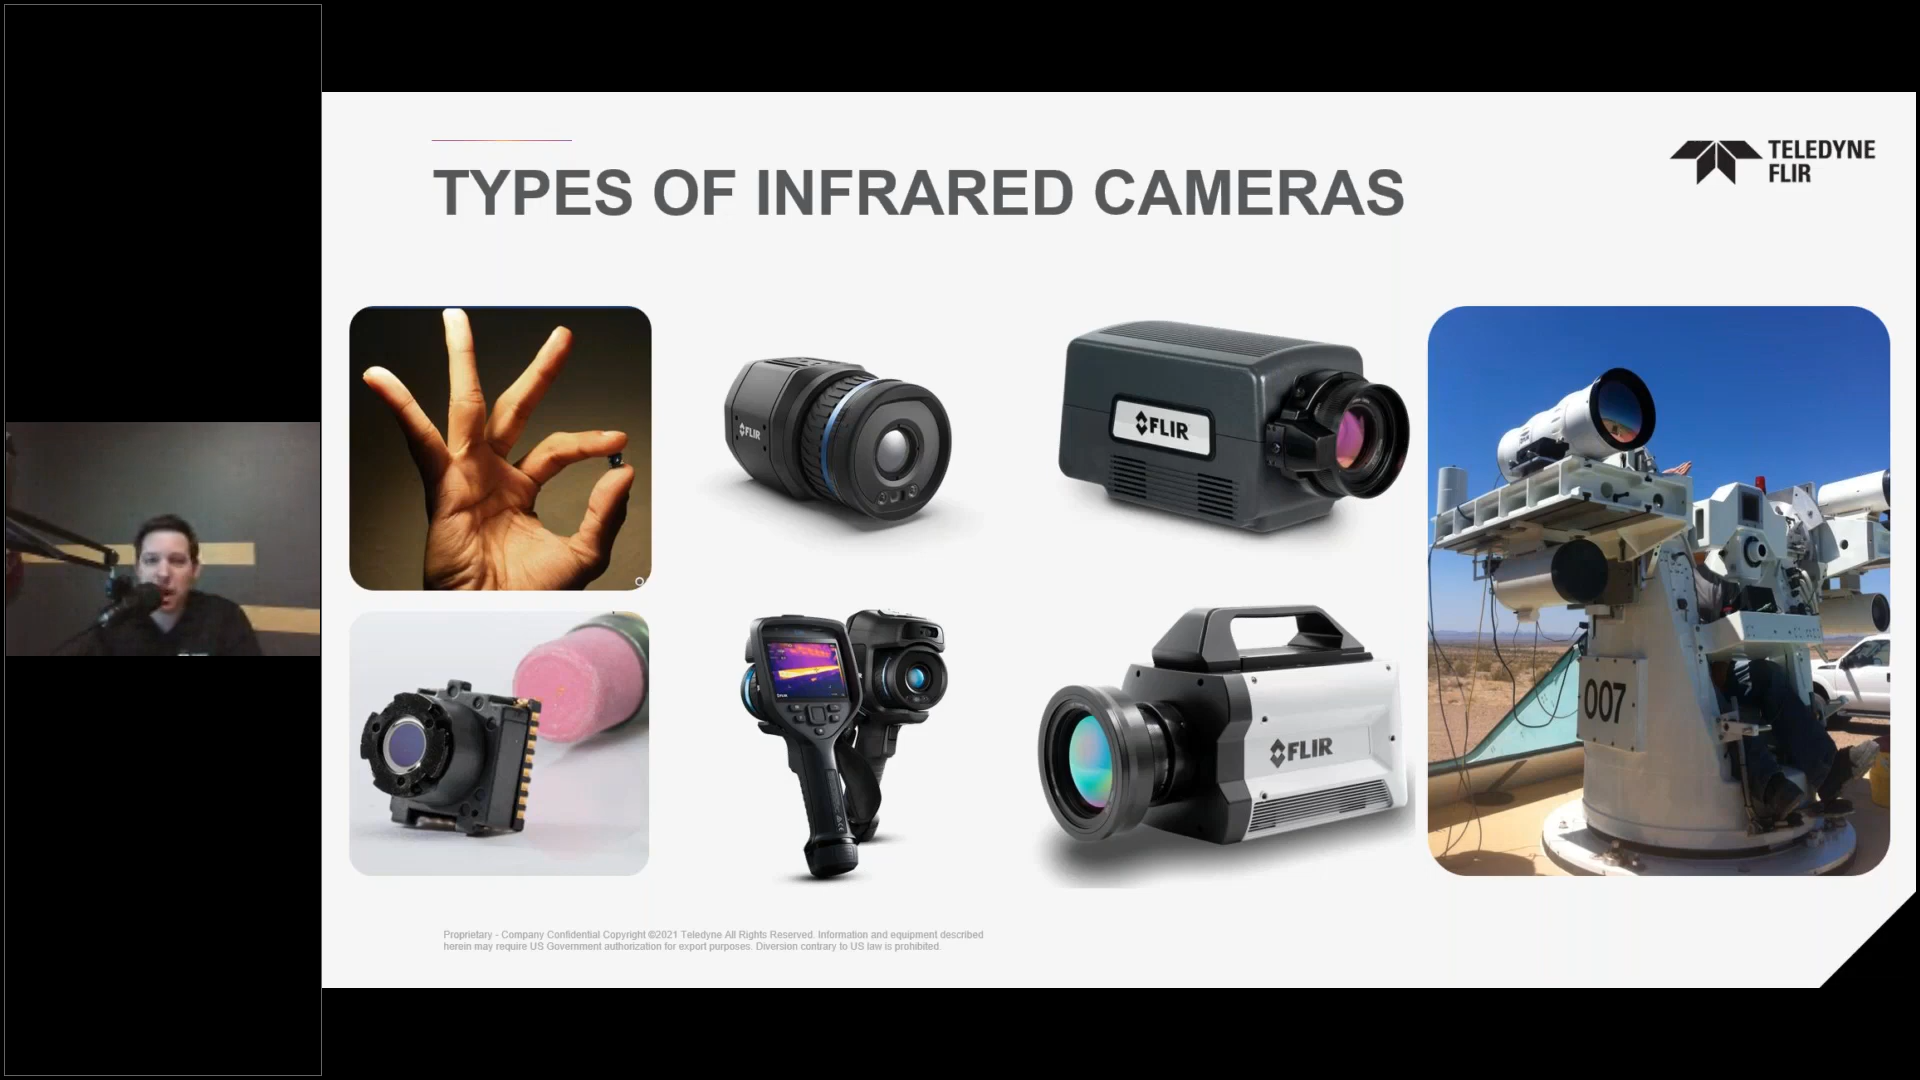 TYPES OF INFRARED CAMERAS
TELEDYNE
FLIR
FLIR
FLIR
FLIR
007
Proprietary - Company Confidential Copyright ©2021 Teledyne All Rights Reserved. Information and equipment described
herein may require US Government authorization for export purposes. Diversion contrary to US law is prohibited.